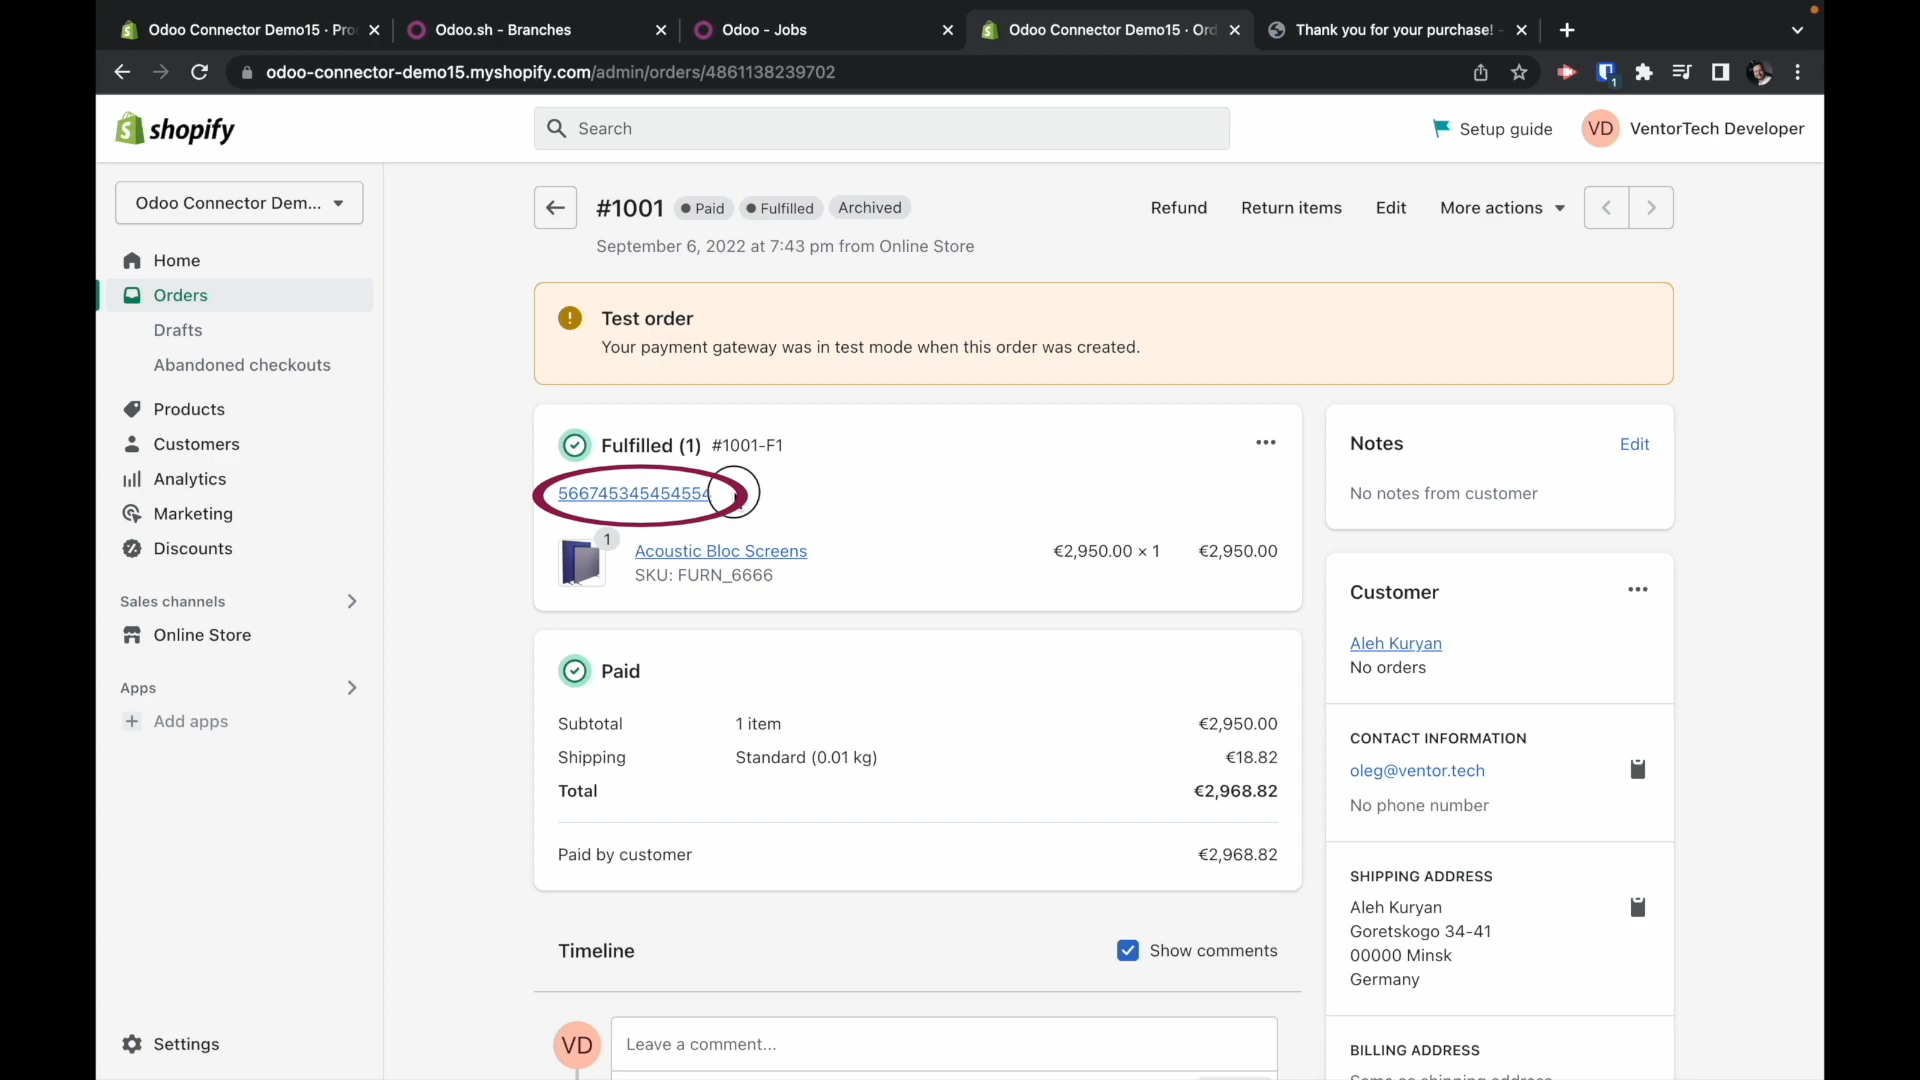 Odoo Connector Demo15 · Pro
Odoo.sh - Branches
Odoo - Jobs
Odoo Connector Demo15 · Ord
Thank you for your purchase! -
odoo-connector-demo15.myshopify.com/admin/orders/4861138239702
1
shopify
Search
Setup guide
VD
VentorTech Developer
Odoo Connector Dem...
Home
Orders
Drafts
Abandoned checkouts
Products
Customers
Analytics
Marketing
Discounts
Sales channels
Online Store
Apps
Add apps
Settings
#1001
Paid
Fulfilled
Archived
Refund
Return items
Edit
More actions
September 6, 2022 at 7:43 pm from Online Store
Test order
Your payment gateway was in test mode when this order was created.
Fulfilled (1) #1001-F1
566745345454554
1
Acoustic Bloc Screens
€2,950.00 × 1
€2,950.00
SKU: FURN_6666
Paid
Subtotal 1 item €2,950.00
Shipping Standard (0.01 kg) €18.82
Total €2,968.82
Paid by customer €2,968.82
Timeline
Show comments
VD
Leave a comment...
Notes
Edit
No notes from customer
Customer
Aleh Kuryan
No orders
CONTACT INFORMATION
oleg@ventor.tech
No phone number
SHIPPING ADDRESS
Aleh Kuryan
Goretskogo 34-41
00000 Minsk
Germany
BILLING ADDRESS
Same as shipping address